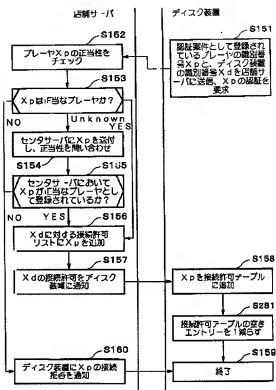 店舗サーバ
ディスク装置
S151
認証案件として登録され
ているプレーヤの識別番
号Xpと、ディスク装置
の識別番号Xdを店舗サー
バに送信、Xpの認証を
要求
S152
プレーヤXpの正当性を
チェック
S153
Xpは正当なプレーヤか?
NO
Unknown
YES
センタサーバにXpを送付
し、正当性を問い合わせ
S154
S155
センタサーバにおいて
Xpが正当なプレーヤとし
て登録されているか?
NO
YES
S156
Xdに対する接続許可
リストにXpを追加
S157
Xdの接続許可をディスク
装置に通知
S158
Xpを接続許可テーブル
に追加
S281
接続許可テーブルの空き
エントリーを1減らす
S160
ディスク装置にXpの接続
拒否を通知
S159
終了